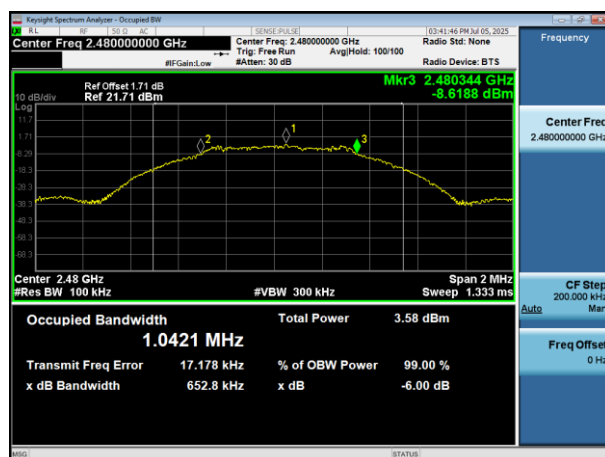 Keysight Spectrum Analyzer - Occupied BW
RL RF 50 Ω AC SENSE:PULSE 03:41:46 PM Jul 05, 2025
Center Freq 2.480000000 GHz Center Freq: 2.480000000 GHz Radio Std: None Frequency
Trig: Free Run Avg|Hold: 100/100
#IFGain:Low #Atten: 30 dB Radio Device: BTS
Mkr3 2.480344 GHz
Ref Offset 1.71 dB
10 dB/div Ref 21.71 dBm -8.6188 dBm
Log
11.7
1.71
-8.29
-18.3
-28.3
-38.3
-48.3
-58.3
-68.3
2
1
3
Center Freq
2.480000000 GHz
Center 2.48 GHz Span 2 MHz
#Res BW 100 kHz #VBW 300 kHz Sweep 1.333 ms
CF Step
200.000 kHz
Auto Man
Occupied Bandwidth Total Power 3.58 dBm
1.0421 MHz
Freq Offset
0 Hz
Transmit Freq Error 17.178 kHz % of OBW Power 99.00 %
x dB Bandwidth 652.8 kHz x dB -6.00 dB
MSG STATUS